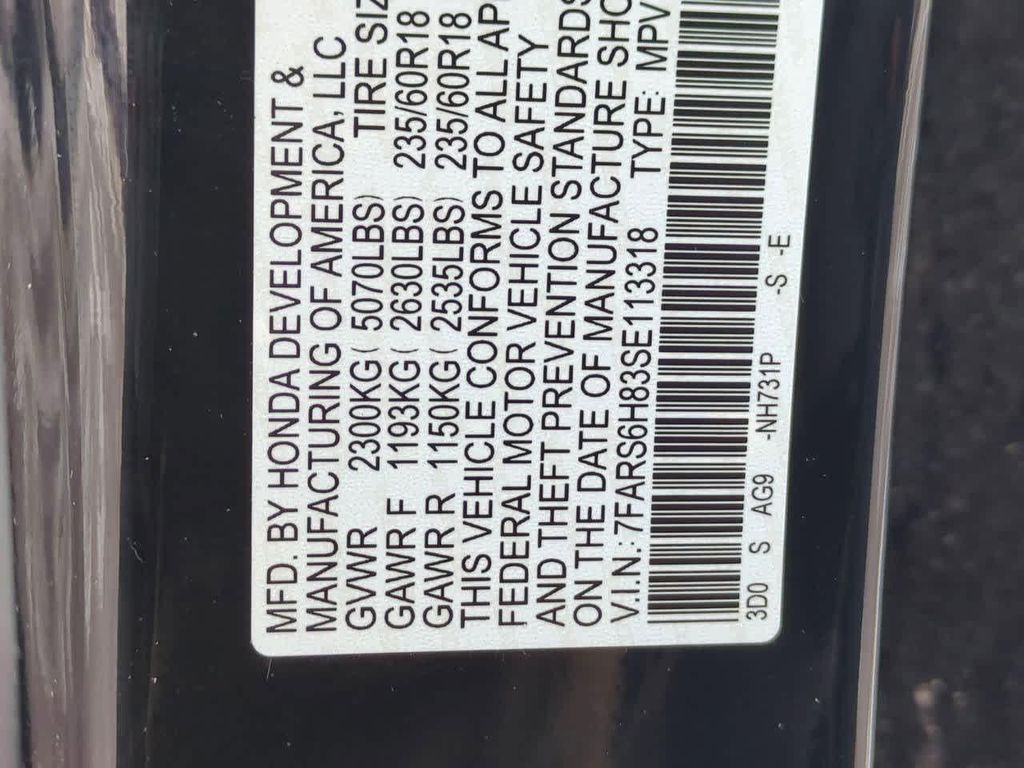 MFD. BY HONDA DEVELOPMENT &
MANUFACTURING OF AMERICA, LLC
GVWR 2300KG( 5070LBS) TIRE SIZ
GAWR F 1193KG( 2630LBS) 235/60R18
GAWR R 1150KG( 2535LBS) 235/60R18
THIS VEHICLE CONFORMS TO ALL AP
FEDERAL MOTOR VEHICLE SAFETY
AND THEFT PREVENTION STANDARDS
ON THE DATE OF MANUFACTURE SHO
V.I.N.: 7FARS6H83SE113318 TYPE: MPV
3D0 S AG9 -NH731P -S -E